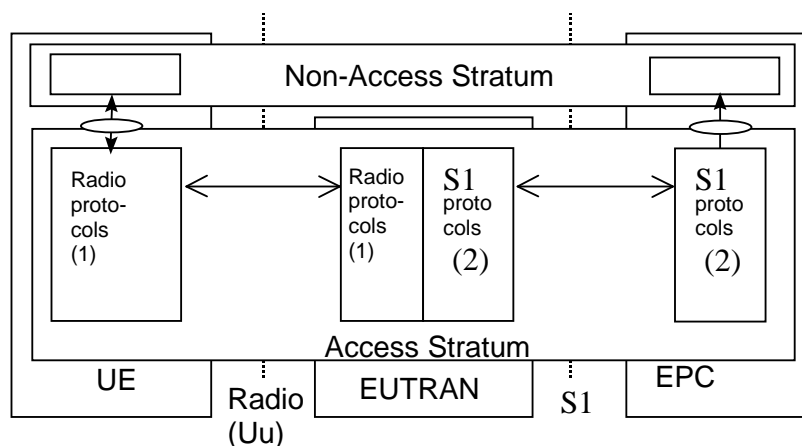 Non-Access Stratum
Radio
proto-
cols
(1)
Radio
proto-
cols
(1)
S1
proto
cols
(2)
S1
proto
cols
(2)
Access Stratum
UE
Radio
(Uu)
EUTRAN
S1
EPC